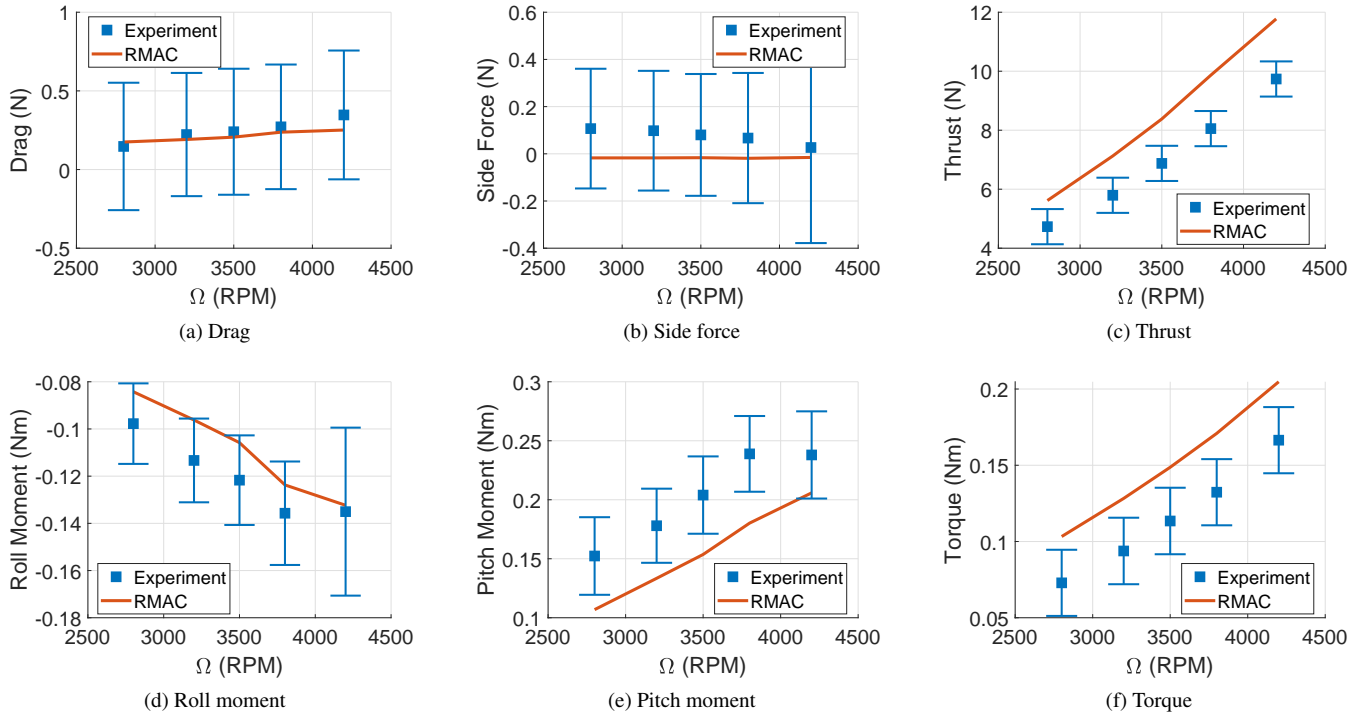 1
0.5
0
-0.5
Drag (N)
Experiment
RMAC
2500 3000 3500 4000 4500
Ω (RPM)
(a) Drag
0.6
0.4
0.2
0
-0.2
-0.4
Side Force (N)
Experiment
RMAC
2500 3000 3500 4000 4500
Ω (RPM)
(b) Side force
12
10
8
6
4
Thrust (N)
Experiment
RMAC
2500 3000 3500 4000 4500
Ω (RPM)
(c) Thrust
-0.08
-0.1
-0.12
-0.14
-0.16
-0.18
Roll Moment (Nm)
Experiment
RMAC
2500 3000 3500 4000 4500
Ω (RPM)
(d) Roll moment
0.3
0.25
0.2
0.15
0.1
Pitch Moment (Nm)
Experiment
RMAC
2500 3000 3500 4000 4500
Ω (RPM)
(e) Pitch moment
0.2
0.15
0.1
0.05
Torque (Nm)
Experiment
RMAC
2500 3000 3500 4000 4500
Ω (RPM)
(f) Torque